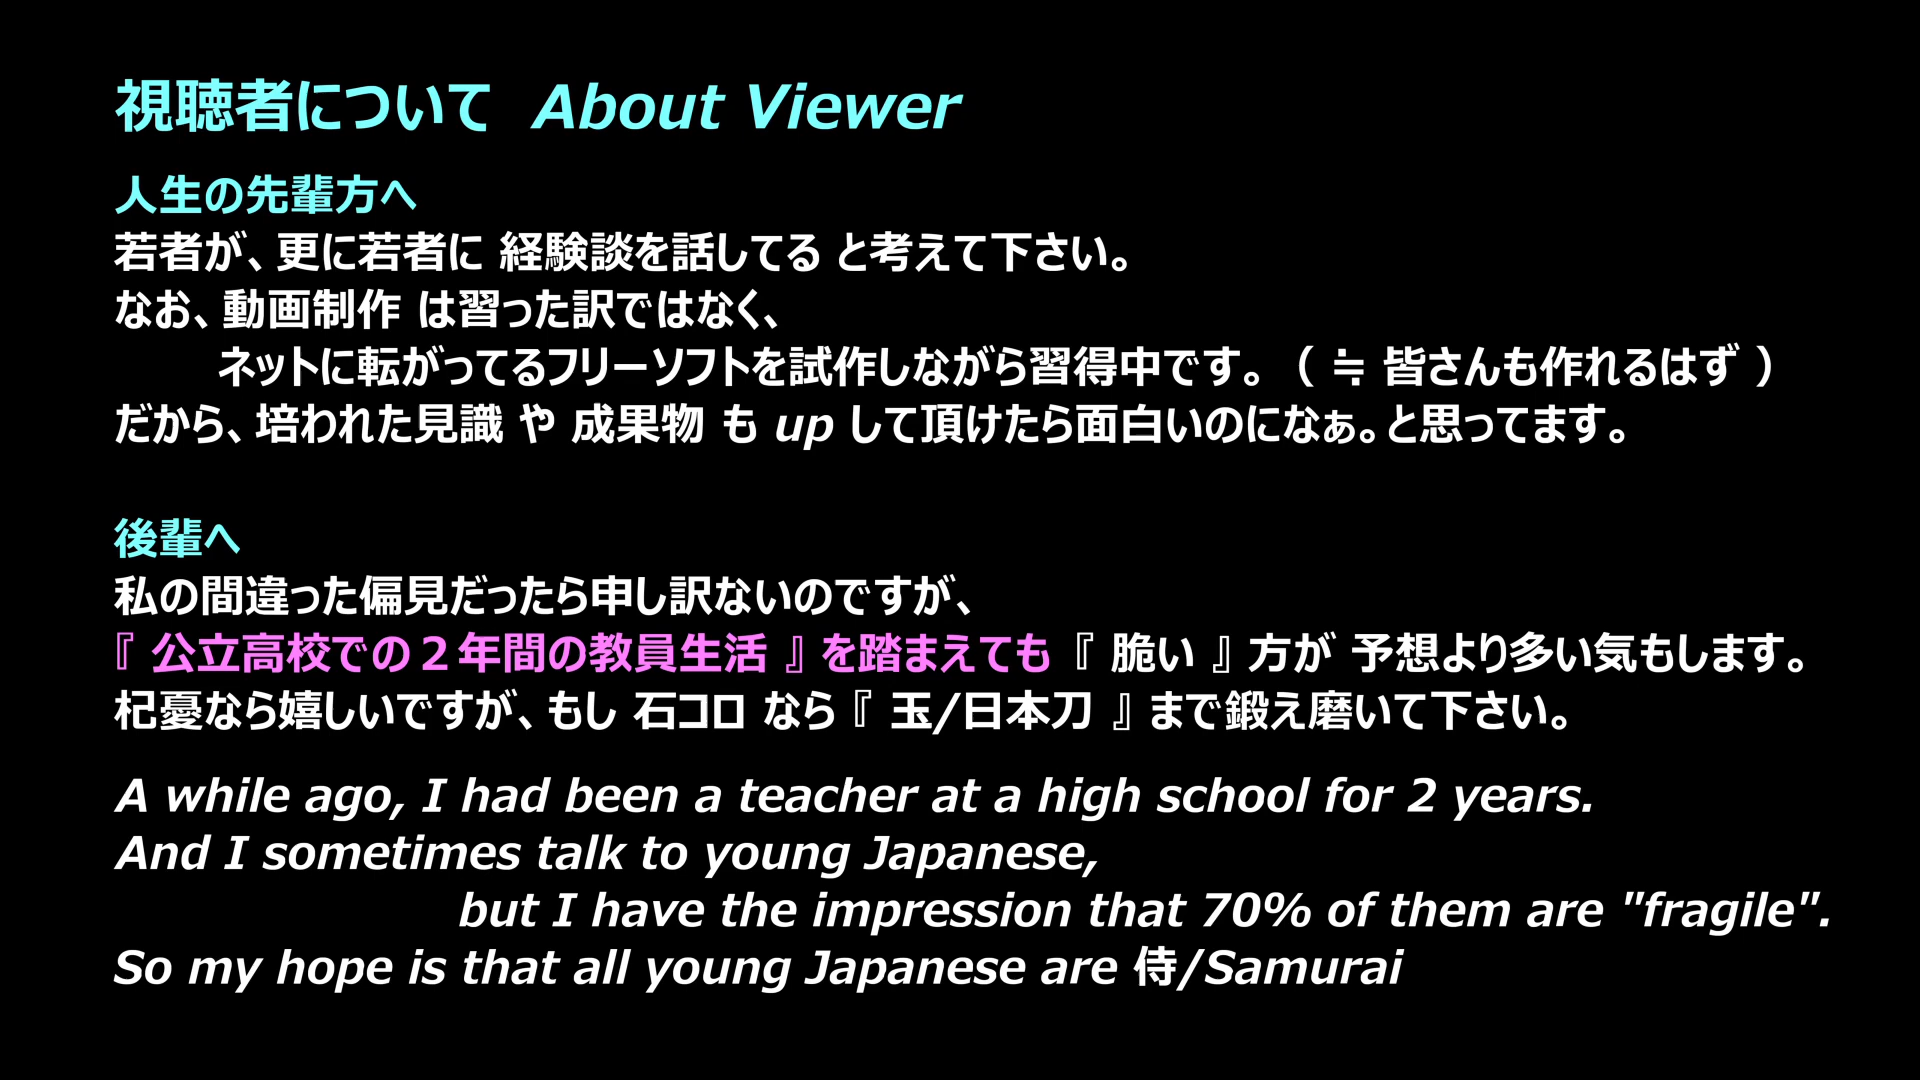 視聴者について About Viewer
人生の先輩方へ
若者が、更に若者に 経験談を話してる と考えて下さい。
なお、動画制作 は習った訳ではなく、
ネットに転がってるフリーソフトを試作しながら習得中です。（ ≒ 皆さんも作れるはず ）
だから、培われた見識 や 成果物 も up して頂けたら面白いのになぁ。と思ってます。
後輩へ
私の間違った偏見だったら申し訳ないのですが、
『 公立高校での２年間の教員生活 』を踏まえても『 脆い 』方が 予想より多い気もします。
杞憂なら嬉しいですが、もし 石コロ なら『 玉/日本刀 』まで鍛え磨いて下さい。
A while ago, I had been a teacher at a high school for 2 years.
And I sometimes talk to young Japanese,
but I have the impression that 70% of them are "fragile".
So my hope is that all young Japanese are 侍/Samurai